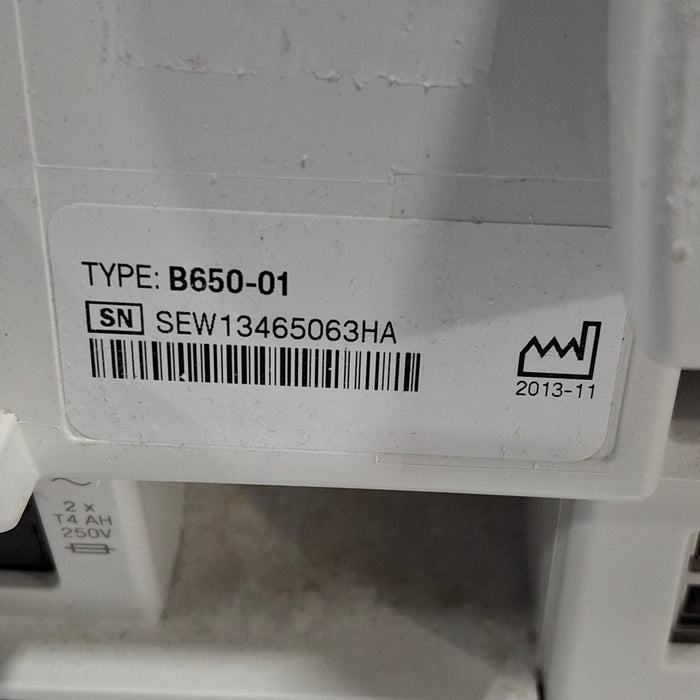 TYPE: B650-01
SN SEW13465063HA
2013-11
2 x
T4 AH
250V